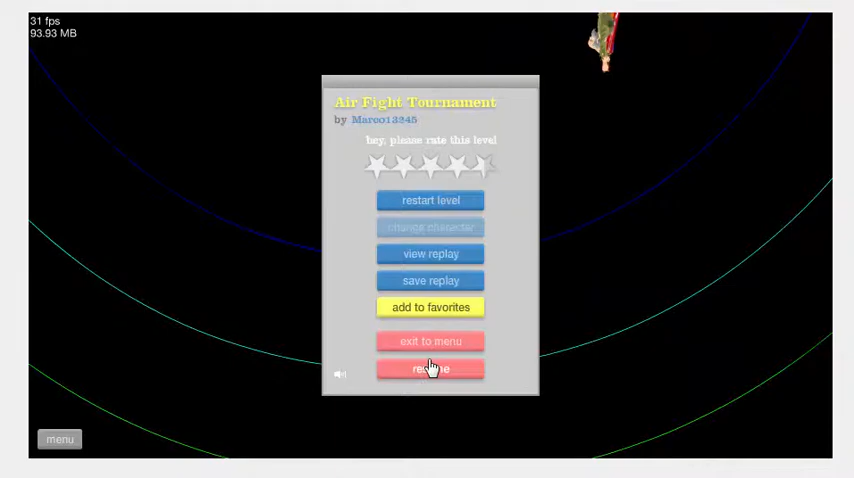 31 fps
93.93 MB
Air Fight Tournament
by Maroo12245
hey, please rate this level
restart level
change character
view replay
save replay
add to favorites
exit to menu
menu